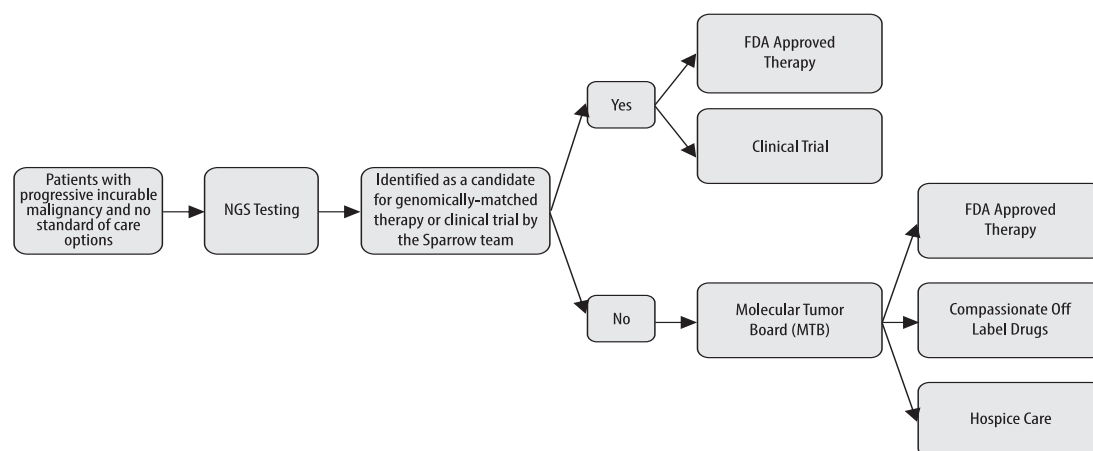 Patients with
progressive incurable
malignancy and no
standard of care
options
NGS Testing
Identified as a candidate
for genomically-matched
therapy or clinical trial by
the Sparrow team
Yes
FDA Approved
Therapy
Clinical Trial
No
Molecular Tumor
Board (MTB)
FDA Approved
Therapy
Compassionate Off
Label Drugs
Hospice Care